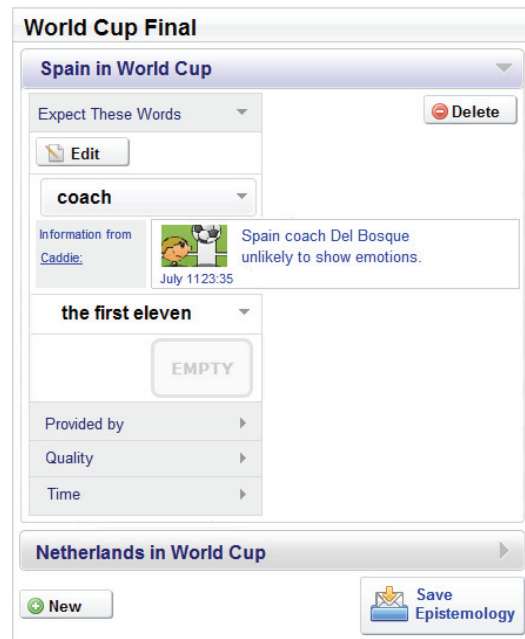 World Cup Final
Spain in World Cup
Expect These Words
Delete
Edit
coach
Information from
Caddie:
Spain coach Del Bosque
unlikely to show emotions.
July 1123:35
the first eleven
EMPTY
Provided by
Quality
Time
Netherlands in World Cup
New
Save
Epistemology